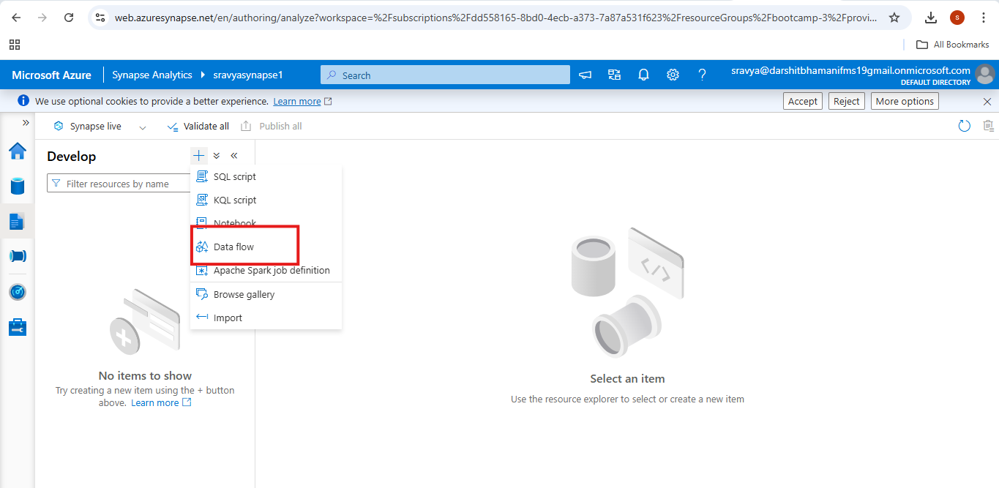 web.azuresynapse.net/en/authoring/analyze?workspace=%2Fsubscriptions%2Fdd558165-8bd0-4ecb-a373-7a87a531f623%2FresourceGroups%2Fbootcamp-3%2Fprovi...
s
All Bookmarks
Microsoft Azure Synapse Analytics sravyasynapse1 Search ? sravya@darshitbhamanifms19gmail.onmicrosoft.com
DEFAULT DIRECTORY
We use optional cookies to provide a better experience. Learn more Accept Reject More options
Synapse live Validate all Publish all
Develop
Filter resources by name
SQL script
KQL script
Notebook
Data flow
Apache Spark job definition
Browse gallery
Import
No items to show
Try creating a new item using the + button
above. Learn more
Select an item
Use the resource explorer to select or create a new item